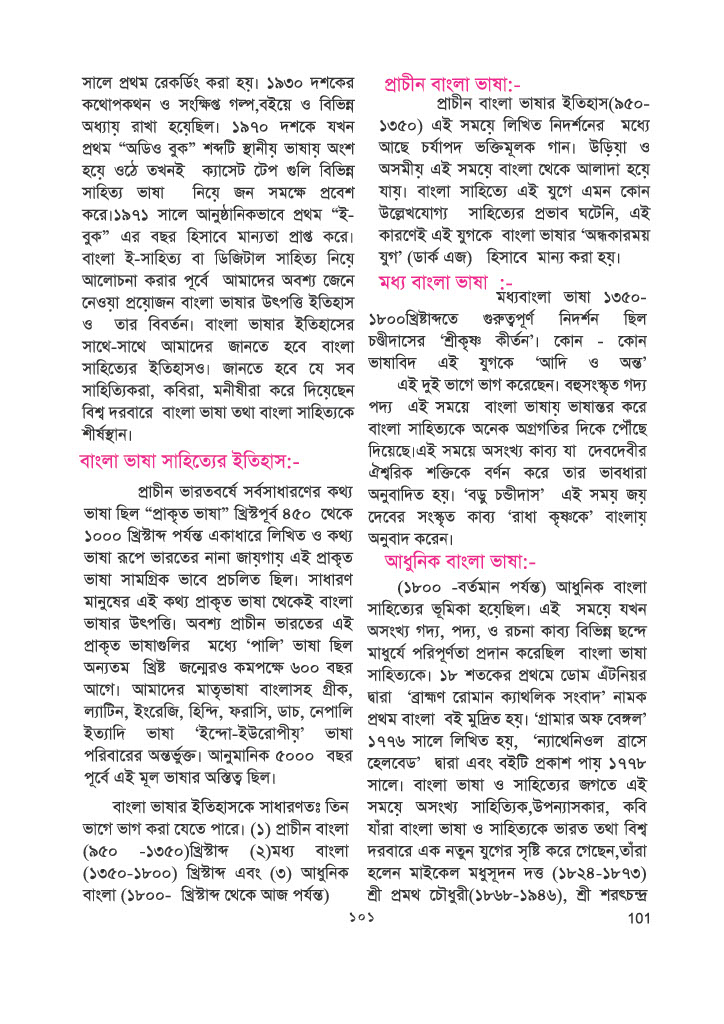 সালে প্রথম রেকর্ডিং করা হয়। ১৯৩০ দশকের
কথোপকথন ও সংক্ষিপ্ত গল্প,বইয়ে ও বিভিন্ন
অধ্যায় রাখা হয়েছিল। ১৯৭০ দশকে যখন
প্রথম “অডিও বুক” শব্দটি স্থানীয় ভাষায় অংশ
হয়ে ওঠে তখনই ক্যাসেট টেপ গুলি বিভিন্ন
সাহিত্য ভাষা নিয়ে জন সমক্ষে প্রবেশ
করে।১৯৭১ সালে আনুষ্ঠানিকভাবে প্রথম “ই-
বুক” এর বছর হিসাবে মান্যতা প্রাপ্ত করে।
বাংলা ই-সাহিত্য বা ডিজিটাল সাহিত্য নিয়ে
আলোচনা করার পূর্বে আমাদের অবশ্য জেনে
নেওয়া প্রয়োজন বাংলা ভাষার উৎপত্তি ইতিহাস
ও তার বিবর্তন। বাংলা ভাষার ইতিহাসের
সাথে-সাথে আমাদের জানতে হবে বাংলা
সাহিত্যের ইতিহাসও। জানতে হবে যে সব
সাহিত্যিকরা, কবিরা, মনীষীরা করে দিয়েছেন
বিশ্ব দরবারে বাংলা ভাষা তথা বাংলা সাহিত্যকে
শীর্ষস্থান।
বাংলা ভাষা সাহিত্যের ইতিহাস:-
প্রাচীন ভারতবর্ষে সর্বসাধারণের কথ্য
ভাষা ছিল “প্রাকৃত ভাষা” খ্রিস্টপূর্ব ৪৫০ থেকে
১০০০ খ্রিস্টাব্দ পর্যন্ত একাধারে লিখিত ও কথ্য
ভাষা রূপে ভারতের নানা জায়গায় এই প্রাকৃত
ভাষা সামগ্রিক ভাবে প্রচলিত ছিল। সাধারণ
মানুষের এই কথ্য প্রাকৃত ভাষা থেকেই বাংলা
ভাষার উৎপত্তি। অবশ্য প্রাচীন ভারতের এই
প্রাকৃত ভাষাগুলির মধ্যে ‘পালি’ ভাষা ছিল
অন্যতম খ্রিষ্ট জন্মেরও কমপক্ষে ৬০০ বছর
আগে। আমাদের মাতৃভাষা বাংলাসহ গ্রীক,
ল্যাটিন, ইংরেজি, হিন্দি, ফরাসি, ডাচ, নেপালি
ইত্যাদি ভাষা ‘ইন্দো-ইউরোপীয়’ ভাষা
পরিবারের অন্তর্ভুক্ত। আনুমানিক ৫০০০ বছর
পূর্বে এই মূল ভাষার অস্তিত্ব ছিল।
বাংলা ভাষার ইতিহাসকে সাধারণতঃ তিন
ভাগে ভাগ করা যেতে পারে। (১) প্রাচীন বাংলা
(৯৫০ -১৩৫০)খ্রিস্টাব্দ (২)মধ্য বাংলা
(১৩৫০-১৮০০) খ্রিস্টাব্দ এবং (৩) আধুনিক
বাংলা (১৮০০- খ্রিস্টাব্দ থেকে আজ পর্যন্ত)
প্রাচীন বাংলা ভাষা:-
প্রাচীন বাংলা ভাষার ইতিহাস(৯৫০-
১৩৫০) এই সময়ে লিখিত নিদর্শনের মধ্যে
আছে চর্যাপদ ভক্তিমূলক গান। উড়িয়া ও
অসমীয় এই সময়ে বাংলা থেকে আলাদা হয়ে
যায়। বাংলা সাহিত্যে এই যুগে এমন কোন
উল্লেখযোগ্য সাহিত্যের প্রভাব ঘটেনি, এই
কারণেই এই যুগকে বাংলা ভাষার ‘অন্ধকারময়
যুগ’ (ডার্ক এজ) হিসাবে মান্য করা হয়।
মধ্য বাংলা ভাষা :-
মধ্যবাংলা ভাষা ১৩৫০-
১৮০০খ্রিষ্টাব্দতে গুরুত্বপূর্ণ নিদর্শন ছিল
চণ্ডীদাসের ‘শ্রীকৃষ্ণ কীর্তন’। কোন - কোন
ভাষাবিদ এই যুগকে ‘আদি ও অন্ত’
এই দুই ভাগে ভাগ করেছেন। বহুসংস্কৃত গদ্য
পদ্য এই সময়ে বাংলা ভাষায় ভাষান্তর করে
বাংলা সাহিত্যকে অনেক অগ্রগতির দিকে পৌঁছে
দিয়েছে।এই সময়ে অসংখ্য কাব্য যা দেবদেবীর
ঐশ্বরিক শক্তিকে বর্ণন করে তার ভাবধারা
অনুবাদিত হয়। ‘বড়ু চন্ডীদাস’ এই সময় জয়
দেবের সংস্কৃত কাব্য ‘রাধা কৃষ্ণকে’ বাংলায়
অনুবাদ করেন।
আধুনিক বাংলা ভাষা:-
(১৮০০ -বর্তমান পর্যন্ত) আধুনিক বাংলা
সাহিত্যের ভূমিকা হয়েছিল। এই সময়ে যখন
অসংখ্য গদ্য, পদ্য, ও রচনা কাব্য বিভিন্ন ছন্দে
মাধুর্যে পরিপূর্ণতা প্রদান করেছিল বাংলা ভাষা
সাহিত্যকে। ১৮ শতকের প্রথমে ডোম এঁটনিয়র
দ্বারা ‘ব্রাহ্মণ রোমান ক্যাথলিক সংবাদ’ নামক
প্রথম বাংলা বই মুদ্রিত হয়। ‘গ্রামার অফ বেঙ্গল’
১৭৭৬ সালে লিখিত হয়, ‘ন্যাথেনিওল ব্রাসে
হেলবেড’ দ্বারা এবং বইটি প্রকাশ পায় ১৭৭৮
সালে। বাংলা ভাষা ও সাহিত্যের জগতে এই
সময়ে অসংখ্য সাহিত্যিক,উপন্যাসকার, কবি
যাঁরা বাংলা ভাষা ও সাহিত্যকে ভারত তথা বিশ্ব
দরবারে এক নতুন যুগের সৃষ্টি করে গেছেন,তাঁরা
হলেন মাইকেল মধুসূদন দত্ত (১৮২৪-১৮৭৩)
শ্রী প্রমথ চৌধুরী(১৮৬৮-১৯৪৬), শ্রী শরৎচন্দ্র
১০১
101